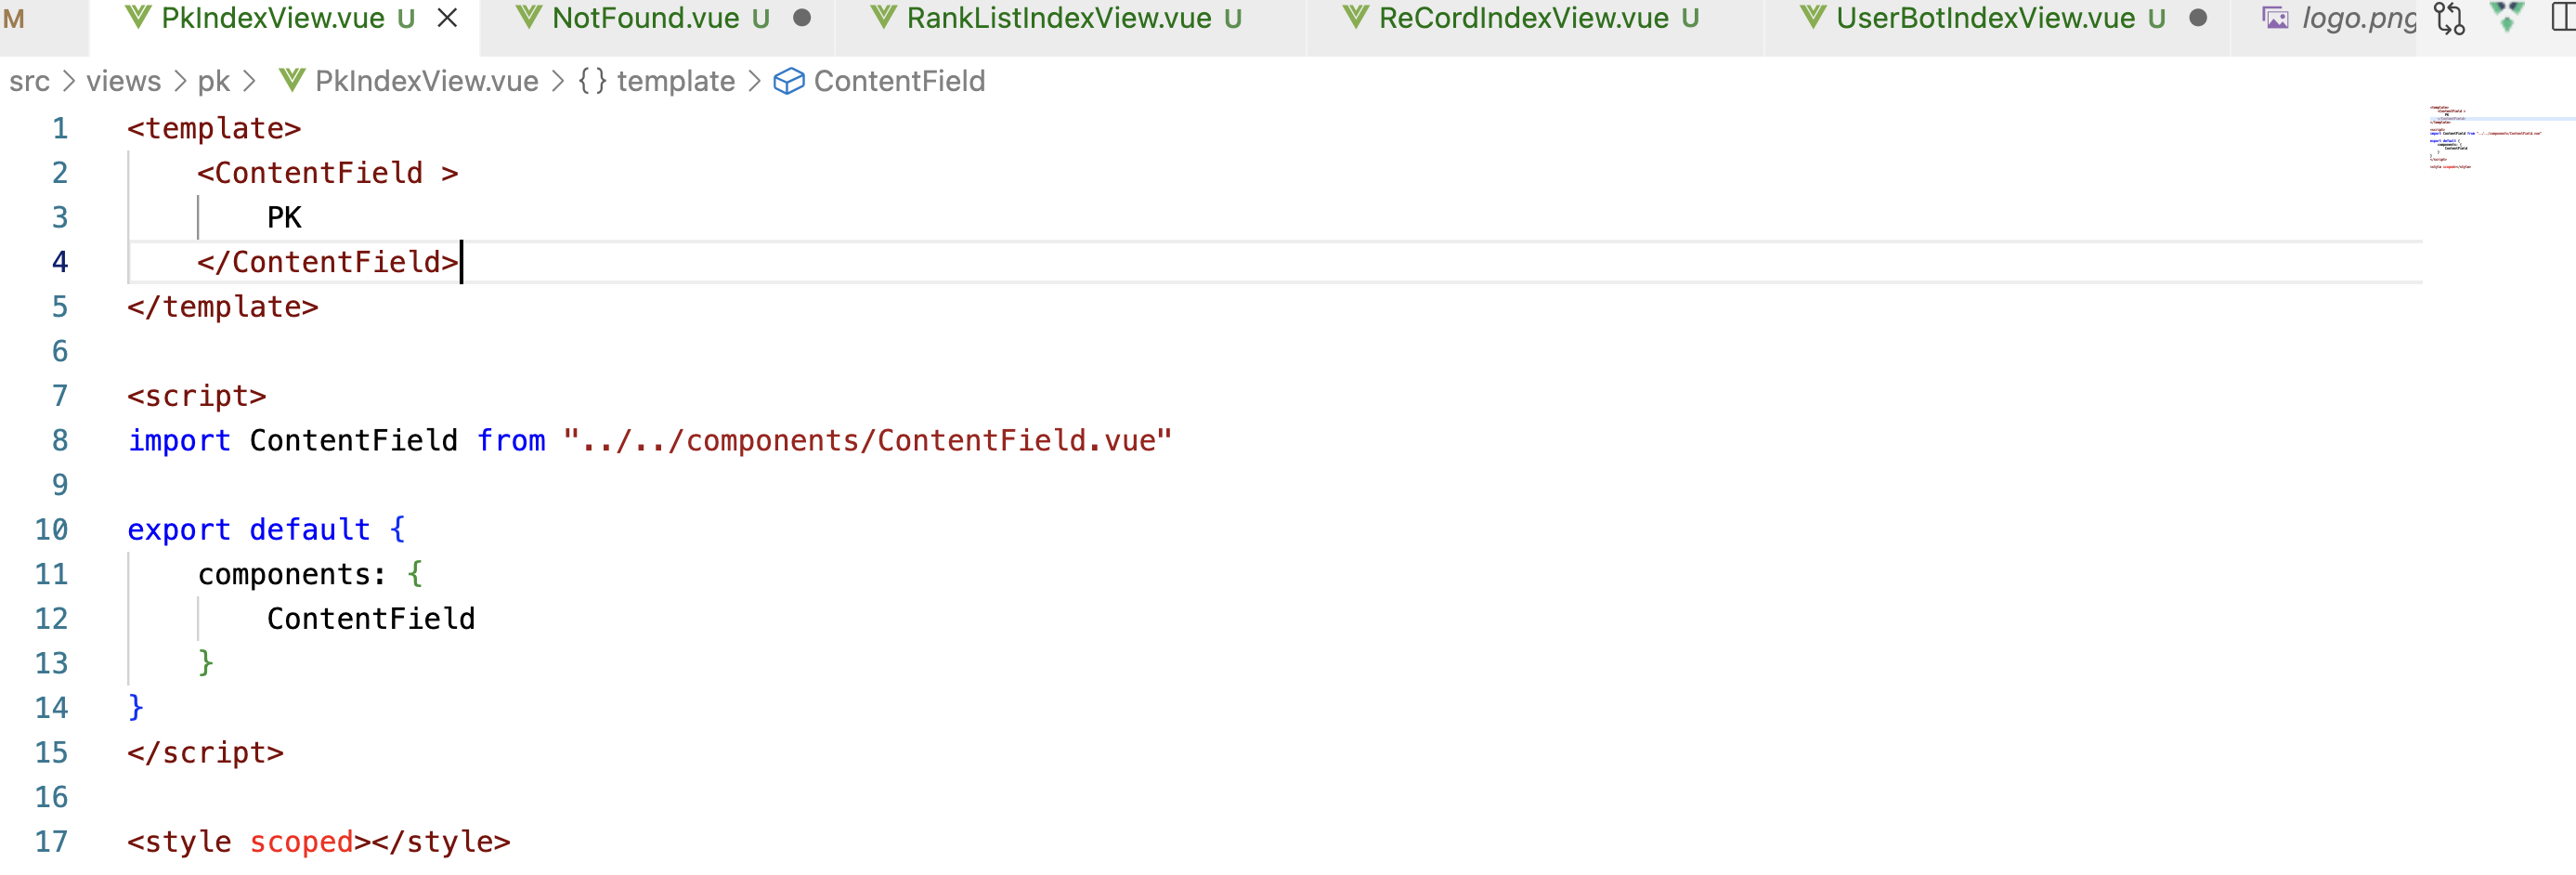 M PkIndexView.vue U NotFound.vue U RankListIndexView.vue U ReCordIndexView.vue U UserBotIndexView.vue U logo.png
src > views > pk > PkIndexView.vue > {} template > ContentField
1 <template>
2     <ContentField >
3         PK
4     </ContentField>
5 </template>
6
7 <script>
8 import ContentField from "../../components/ContentField.vue"
9
10 export default {
11     components: {
12         ContentField
13     }
14 }
15 </script>
16
17 <style scoped></style>